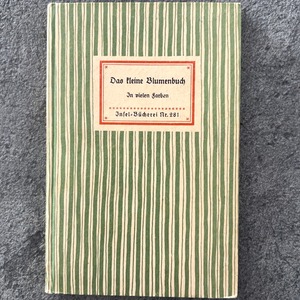 Das kleine Blumenbuch
In vielen Farben
Insel-Bücherei Nr. 281